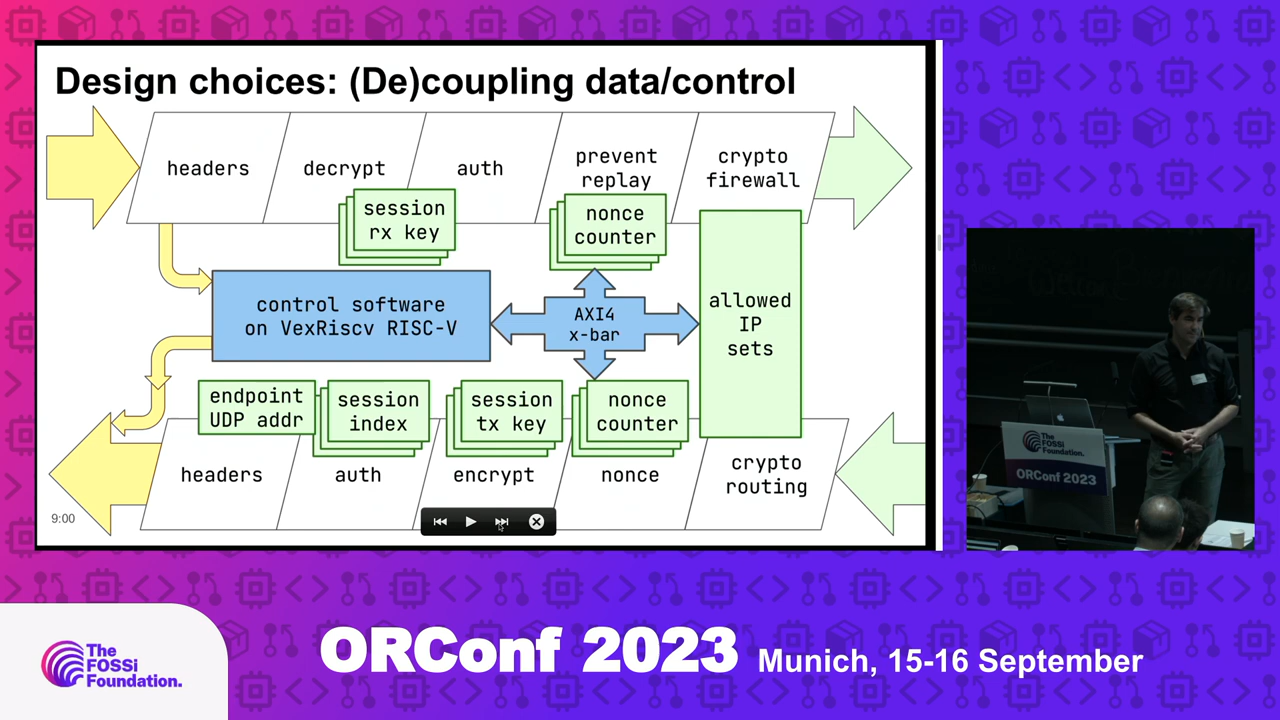 Design choices: (De)coupling data/control
headers
decrypt
auth
prevent
replay
crypto
firewall
session
rx key
nonce
counter
control software
on VexRiscv RISC-V
AXI4
x-bar
allowed
IP
sets
endpoint
UDP addr
session
index
session
tx key
nonce
counter
headers
auth
encrypt
nonce
crypto
routing
9:00
The
FOSSi
Foundation.
ORConf 2023
The
FOSSi
Foundation.
ORConf 2023
Munich, 15-16 September